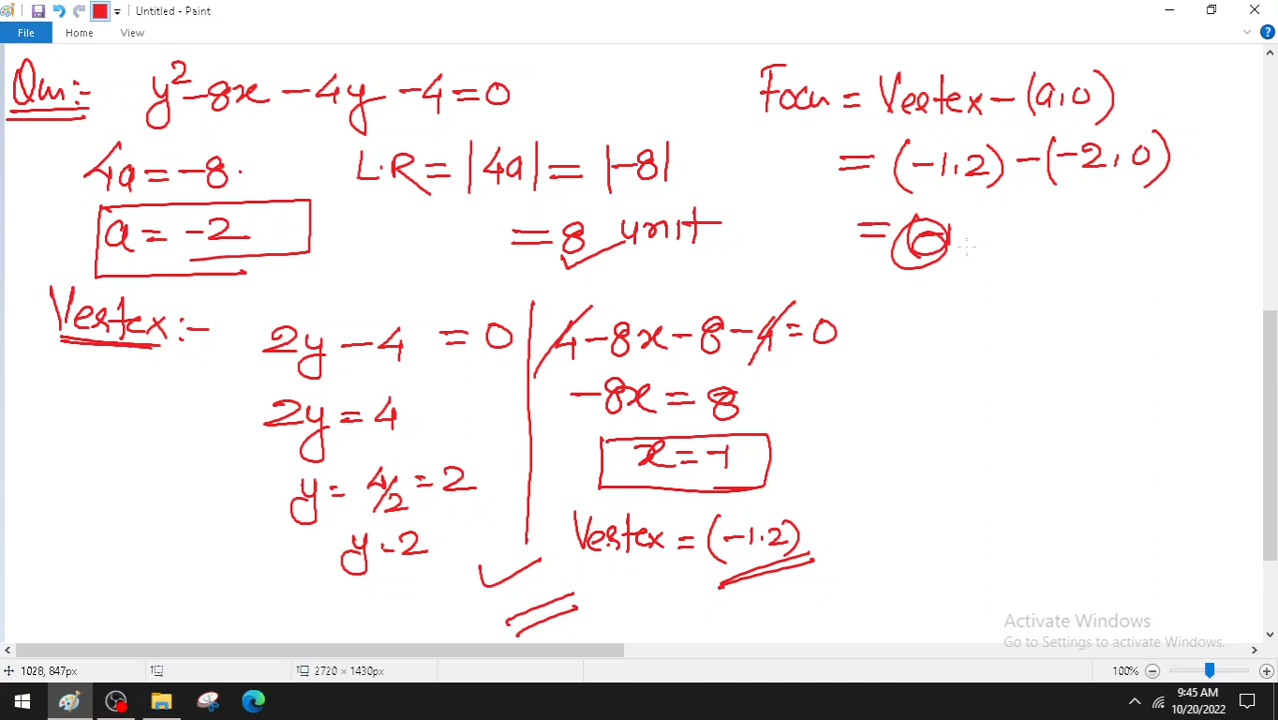 Untitled - Paint
File Home View
Qn:- y²-8x-4y-4=0
4a=-8.
a = -2
L.R = |4a| = |-8|
= 8 unit
Focu = Vertex - (a,0)
= (-1,2) - (-2,0)
=
Vertex:-
2y-4 = 0
2y = 4
y = 4/2 = 2
y = 2
4-8x-8-4=0
-8x = 8
x = -1
Vertex = (-1,2)
Activate Windows
Go to Settings to activate Windows.
1028, 847px 2720 × 1430px 100%
9:45 AM
10/20/2022